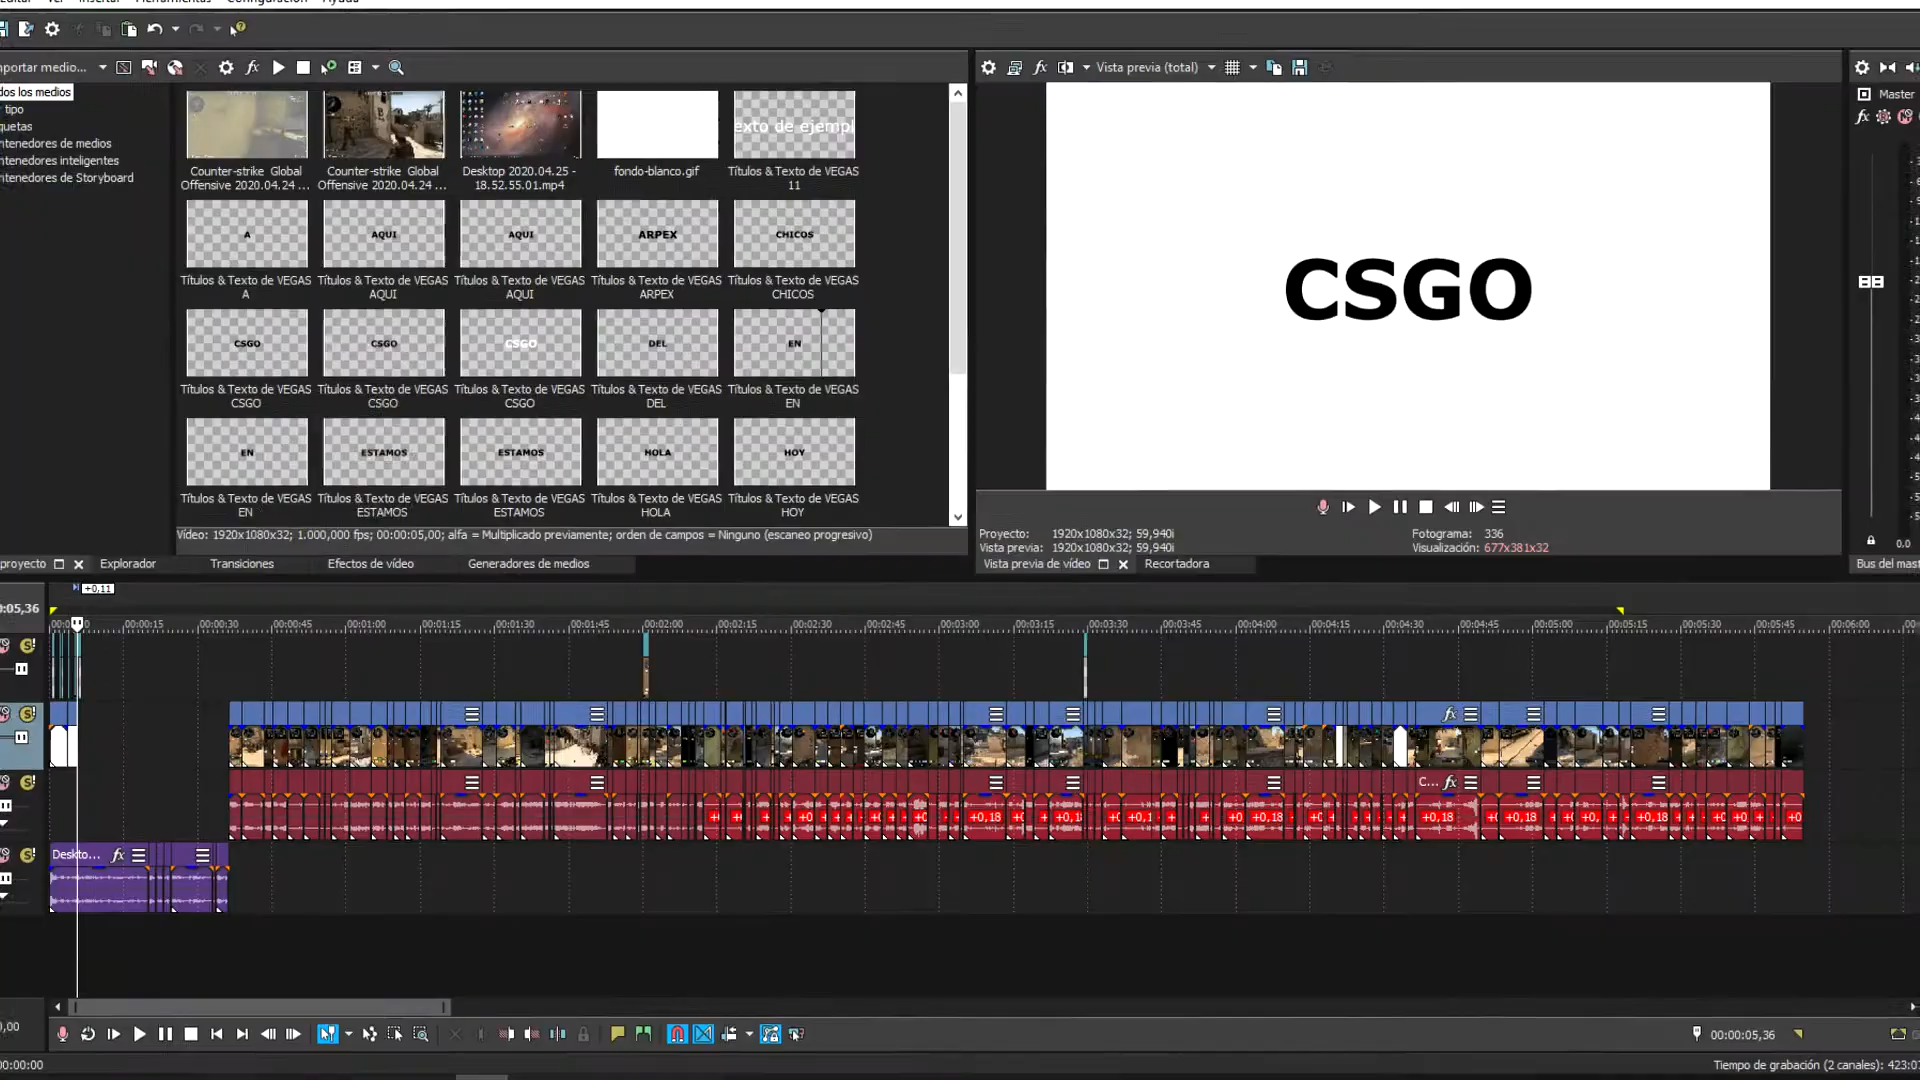 Ver Insertar Herramientas Configuración Ayuda
portar medio...
dos los medios
tipo
quetas
ntenedores de medios
ntenedores inteligentes
ntenedores de Storyboard
Counter-strike Global
Offensive 2020.04.24 ...
Counter-strike Global
Offensive 2020.04.24 ...
Desktop 2020.04.25 -
18.52.55.01.mp4
fondo-blanco.gif
exto de ejempl
Títulos & Texto de VEGAS
11
A
Títulos & Texto de VEGAS
A
AQUI
Títulos & Texto de VEGAS
AQUI
AQUI
Títulos & Texto de VEGAS
AQUI
ARPEX
Títulos & Texto de VEGAS
ARPEX
CHICOS
Títulos & Texto de VEGAS
CHICOS
CSGO
Títulos & Texto de VEGAS
CSGO
CSGO
Títulos & Texto de VEGAS
CSGO
CSGO
Títulos & Texto de VEGAS
CSGO
DEL
Títulos & Texto de VEGAS
DEL
EN
Títulos & Texto de VEGAS
EN
EN
Títulos & Texto de VEGAS
EN
ESTAMOS
Títulos & Texto de VEGAS
ESTAMOS
ESTAMOS
Títulos & Texto de VEGAS
ESTAMOS
HOLA
Títulos & Texto de VEGAS
HOLA
HOY
Títulos & Texto de VEGAS
HOY
Vídeo: 1920x1080x32; 1.000,000 fps; 00:00:05,00; alfa = Multiplicado previamente; orden de campos = Ninguno (escaneo progresivo)
proyecto Explorador Transiciones Efectos de vídeo Generadores de medios
Vista previa (total)
CSGO
Proyecto: 1920x1080x32; 59,940i
Vista previa: 1920x1080x32; 59,940i
Fotograma: 336
Visualización: 677x381x32
Vista previa de vídeo Recortadora
Master
0.0
Bus del mast
+0,11
0:05,36
00:00:15 00:00:30 00:00:45 00:01:00 00:01:15 00:01:30 00:01:45 00:02:00 00:02:15 00:02:30 00:02:45 00:03:00 00:03:15 00:03:30 00:03:45 00:04:00 00:04:15 00:04:30 00:04:45 00:05:00 00:05:15 00:05:30 00:05:45 00:06:00
C... fx
+0,18 +0,18 +0,18 +0,18 +0,18
Deskto... fx
,00
00:00:05,36
:00:00:00
Tiempo de grabación (2 canales): 423:0